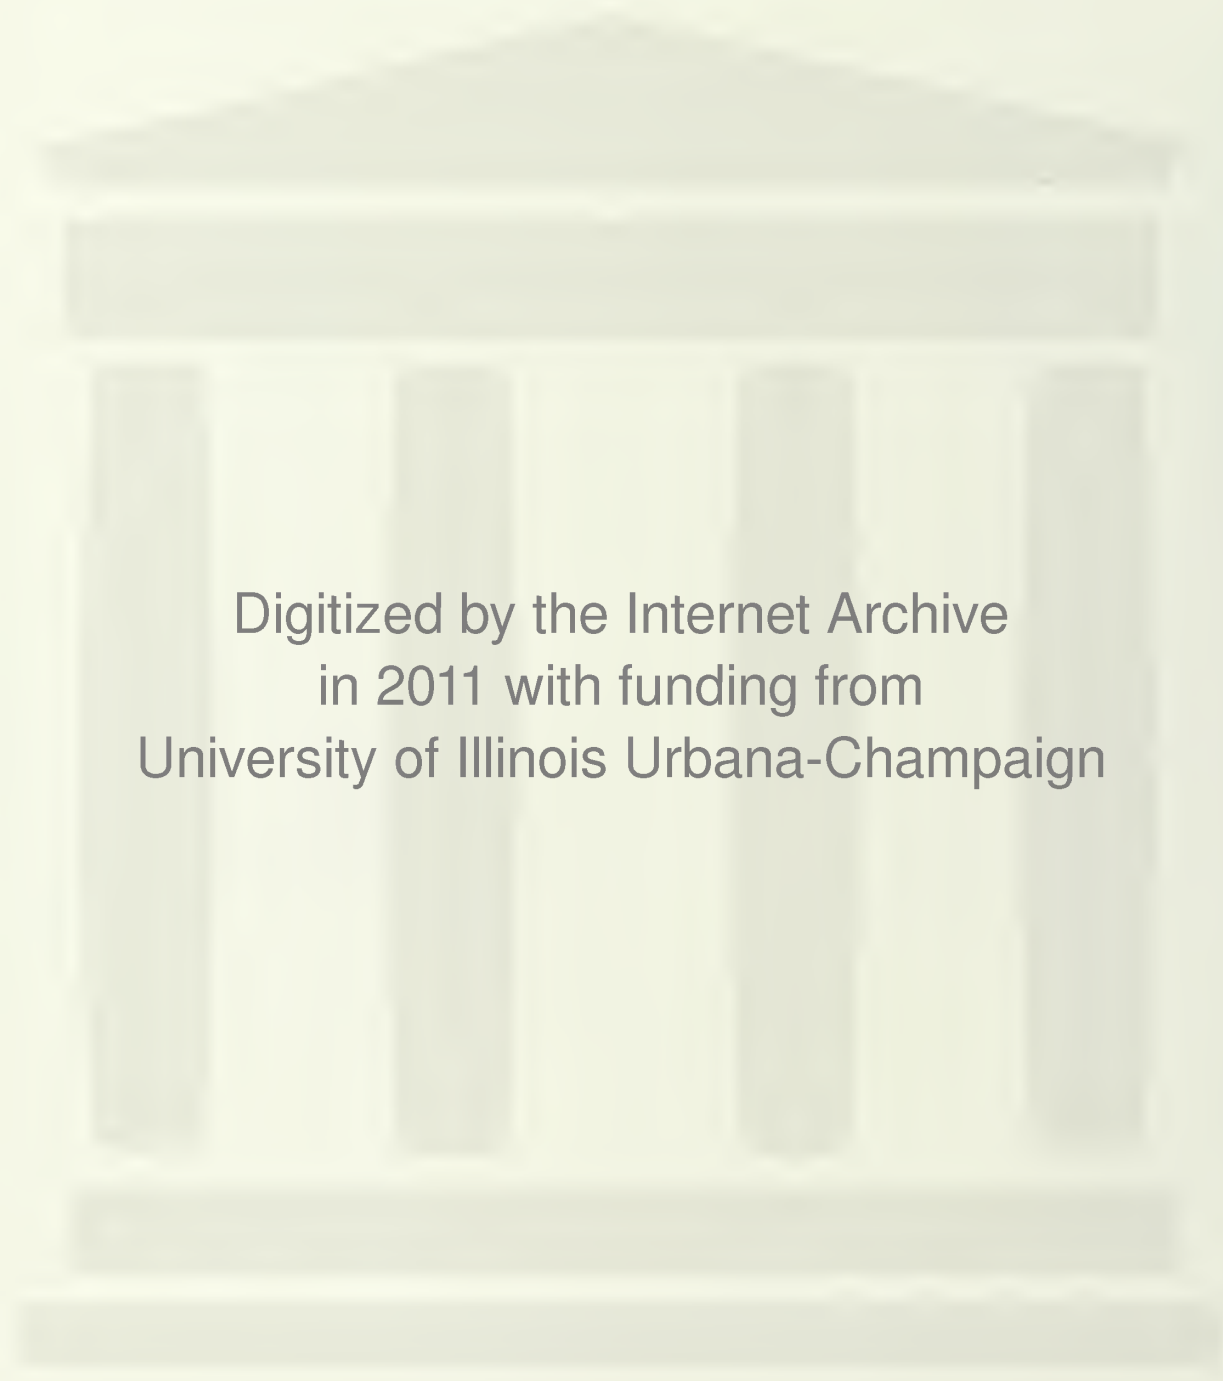 Digitized by the Internet Archive
in 2011 with funding from
University of Illinois Urbana-Champaign